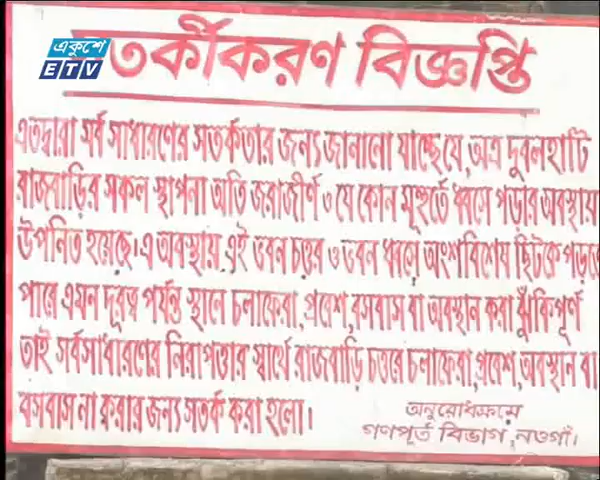 একুশে
ETV
সতর্কীকরণ বিজ্ঞপ্তি
এতদ্বারা সর্ব সাধারণের সতর্কতার জন্য জানানো যাচ্ছে যে, অত্র দুবলহাটি
রাজবাড়ির সকল স্থাপনা অতি জরাজীর্ণ ও যে কোন মূহুর্তে ধ্বসে পড়ার অবস্থায়
উপনিত হয়েছে। এ অবস্থায় এই ভবন চত্তর ও ভবন ধ্বসে অংশবিশেষ ছিটকে পড়তে
পারে এমন দূরত্ব পর্যন্ত স্থানে চলাফেরা, প্রবেশ, বসবাস বা অবস্থান করা ঝুঁকিপূর্ণ
তাই সর্বসাধারণের নিরাপত্তার স্বার্থে রাজবাড়ি চত্তরে চলাফেরা, প্রবেশ, অবস্থান বা
বসবাস না করার জন্য সতর্ক করা হলো।
অনুরোধক্রমে
গণপূর্ত বিভাগ, নওগাঁ।